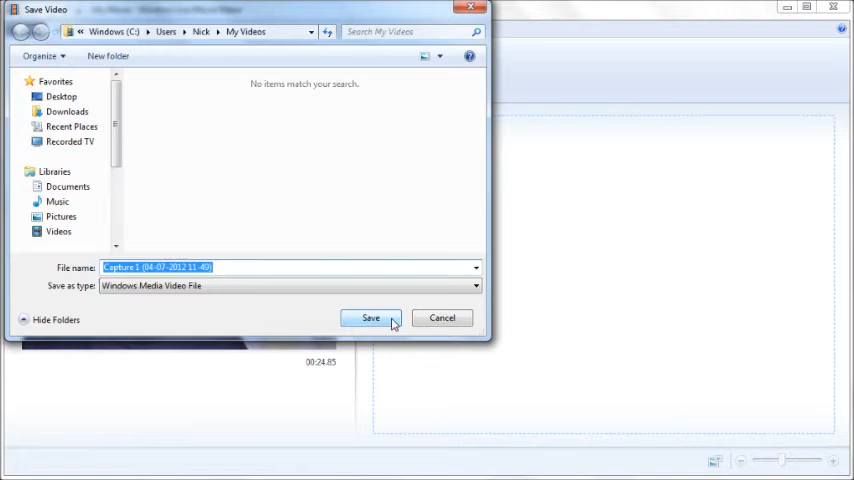 Save Video
« Windows (C:) ▸ Users ▸ Nick ▸ My Videos
Search My Videos
Organize
New folder
Favorites
Desktop
Downloads
Recent Places
Recorded TV
Libraries
Documents
Music
Pictures
Videos
No items match your search.
File name: Capture 1 (04-07-2012 11-49)
Save as type: Windows Media Video File
Hide Folders
Save
Cancel
00:24.85